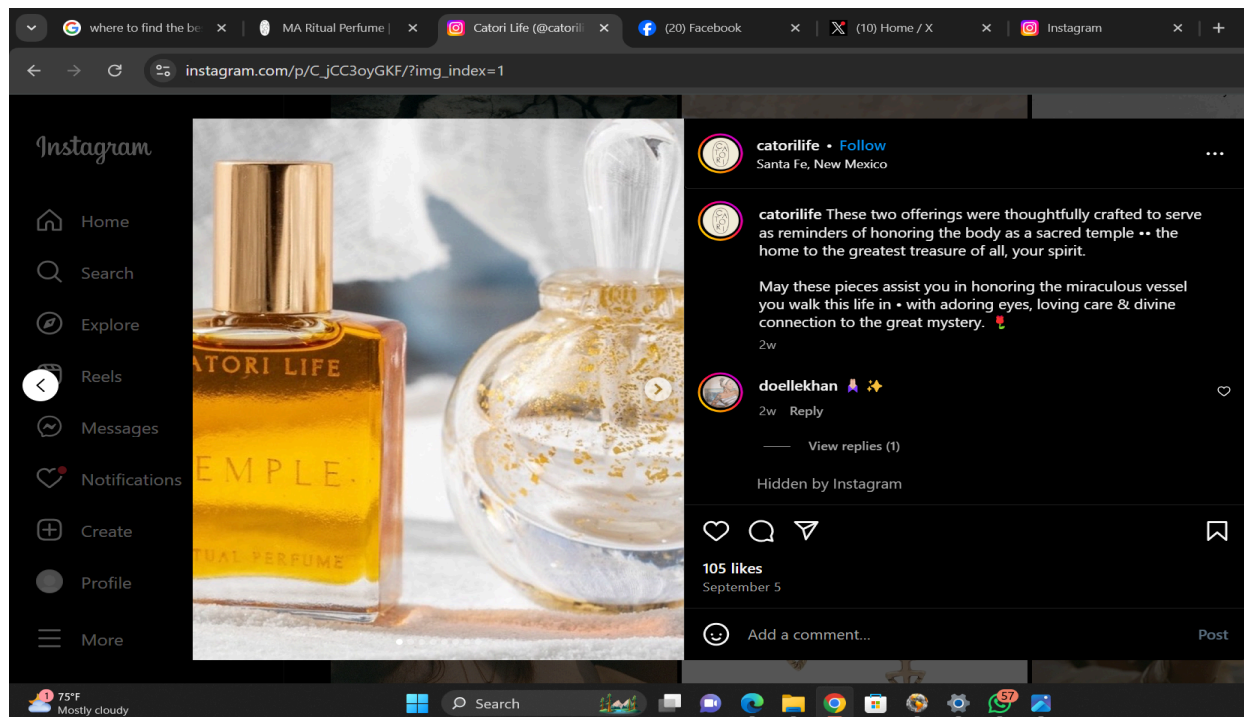 where to find the be
MA Ritual Perfume |
Catori Life (@catorili
(20) Facebook
(10) Home / X
Instagram
instagram.com/p/C_jCC3oyGKF/?img_index=1
Instagram
Home
Search
Explore
Reels
Messages
Notifications
Create
Profile
More
ATORI LIFE
EMPLE.
TUAL PERFUME
catorilife • Follow
Santa Fe, New Mexico
catorilife These two offerings were thoughtfully crafted to serve
as reminders of honoring the body as a sacred temple •• the
home to the greatest treasure of all, your spirit.
May these pieces assist you in honoring the miraculous vessel
you walk this life in • with adoring eyes, loving care & divine
connection to the great mystery. 🌷
2w
doellekhan 🧘‍♀️ ✨
2w Reply
View replies (1)
Hidden by Instagram
105 likes
September 5
Add a comment...
Post
1
75°F
Mostly cloudy
Search
57